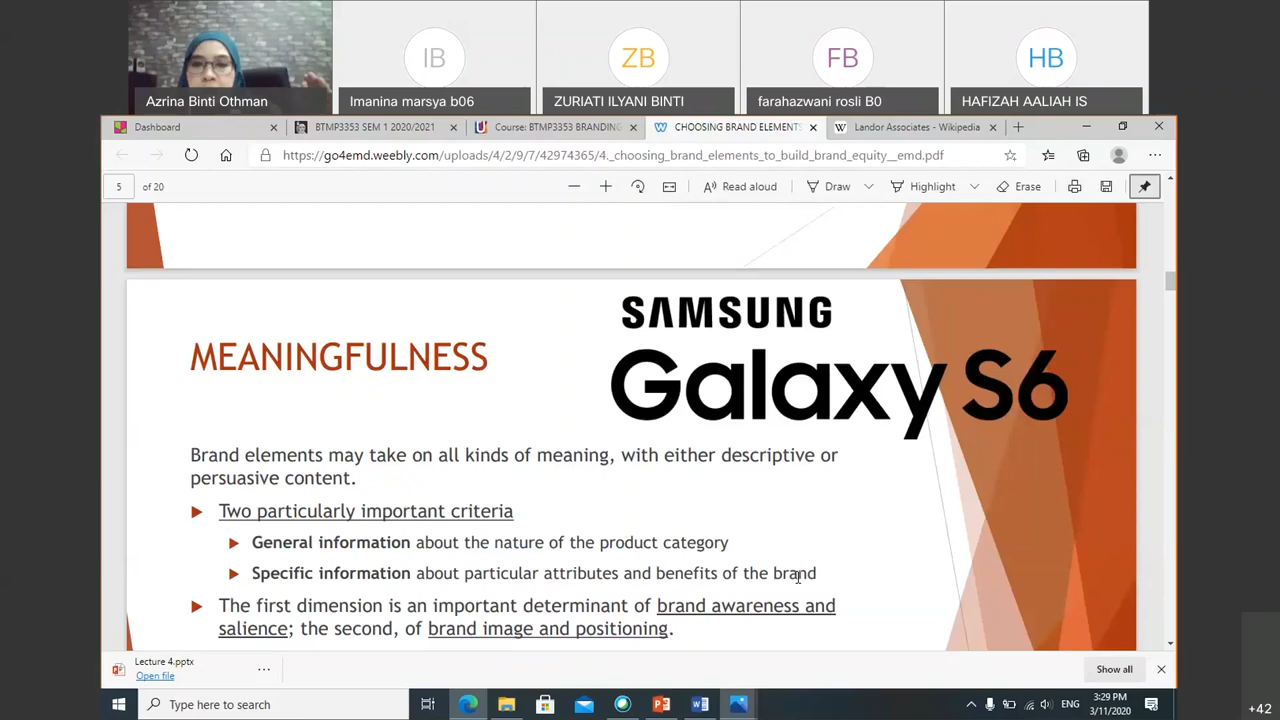 IB
ZB
FB
HB
Azrina Binti Othman
Imanina marsya b06
ZURIATI ILYANI BINTI
farahazwani rosli B0
HAFIZAH AALIAH IS
Dashboard
BTMP3353 SEM 1 2020/2021
Course: BTMP3353 BRANDING
CHOOSING BRAND ELEMENTS
Landor Associates - Wikipedia
https://go4emd.weebly.com/uploads/4/2/9/7/42974365/4._choosing_brand_elements_to_build_brand_equity__emd.pdf
5 of 20
Read aloud
Draw
Highlight
Erase
SAMSUNG
Galaxy S6
MEANINGFULNESS
Brand elements may take on all kinds of meaning, with either descriptive or
persuasive content.
Two particularly important criteria
General information about the nature of the product category
Specific information about particular attributes and benefits of the brand
The first dimension is an important determinant of brand awareness and
salience; the second, of brand image and positioning.
Lecture 4.pptx
Open file
Show all
Type here to search
ENG
3:29 PM
3/11/2020
+42